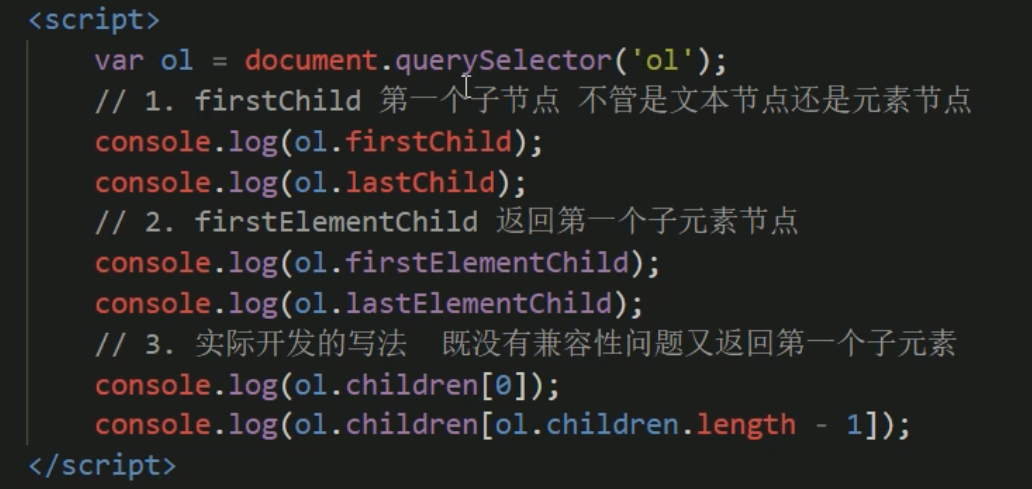 <script>
var ol = document.querySelector('ol');
// 1. firstChild 第一个子节点 不管是文本节点还是元素节点
console.log(ol.firstChild);
console.log(ol.lastChild);
// 2. firstElementChild 返回第一个子元素节点
console.log(ol.firstElementChild);
console.log(ol.lastElementChild);
// 3. 实际开发的写法 既没有兼容性问题又返回第一个子元素
console.log(ol.children[0]);
console.log(ol.children[ol.children.length - 1]);
</script>